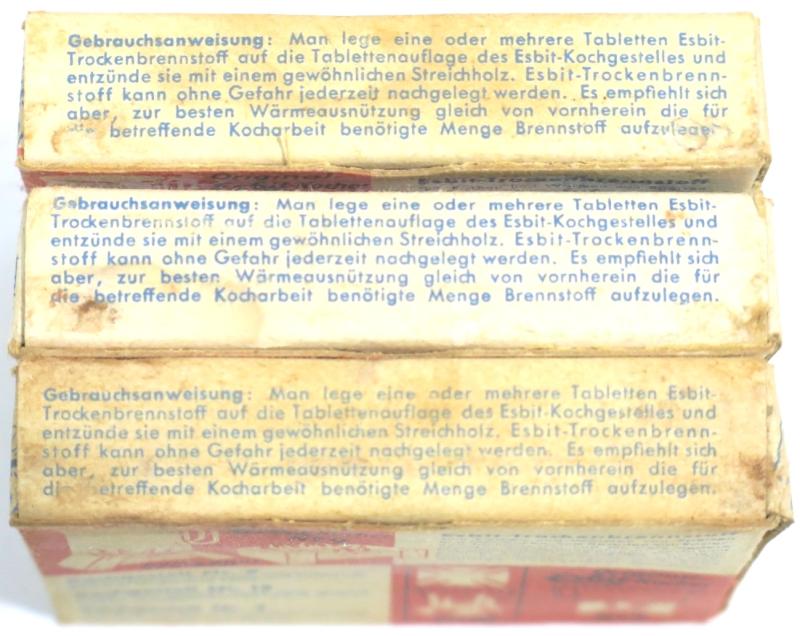 Gebrauchsanweisung: Man lege eine oder mehrere Tabletten Esbit-
Trockenbrennstoff auf die Tablettenauflage des Esbit-Kochgestelles und
entzünde sie mit einem gewöhnlichen Streichholz. Esbit-Trockenbrenn-
stoff kann ohne Gefahr jederzeit nachgelegt werden. Es empfiehlt sich
aber, zur besten Wärmeausnützung gleich von vornherein die für
betreffende Kocharbeit benötigte Menge Brennstoff aufzulegen
Original
Gebrauchsanweisung: Man lege eine oder mehrere Tabletten Esbit-
Trockenbrennstoff auf die Tablettenauflage des Esbit-Kochgestelles und
entzünde sie mit einem gewöhnlichen Streichholz. Esbit-Trockenbrenn-
stoff kann ohne Gefahr jederzeit nachgelegt werden. Es empfiehlt sich
aber, zur besten Wärmeausnützung gleich von vornherein die für
die betreffende Kocharbeit benötigte Menge Brennstoff aufzulegen.
Gebrauchsanweisung: Man lege eine oder mehrere Tabletten Esbit-
Trockenbrennstoff auf die Tablettenauflage des Esbit-Kochgestelles und
entzünde sie mit einem gewöhnlichen Streichholz. Esbit-Trockenbrenn-
stoff kann ohne Gefahr jederzeit nachgelegt werden. Es empfiehlt sich
aber, zur besten Wärmeausnützung gleich von vornherein die für
betreffende Kocharbeit benötigte Menge Brennstoff aufzulegen.
Esbit-Trockenbrennstoff